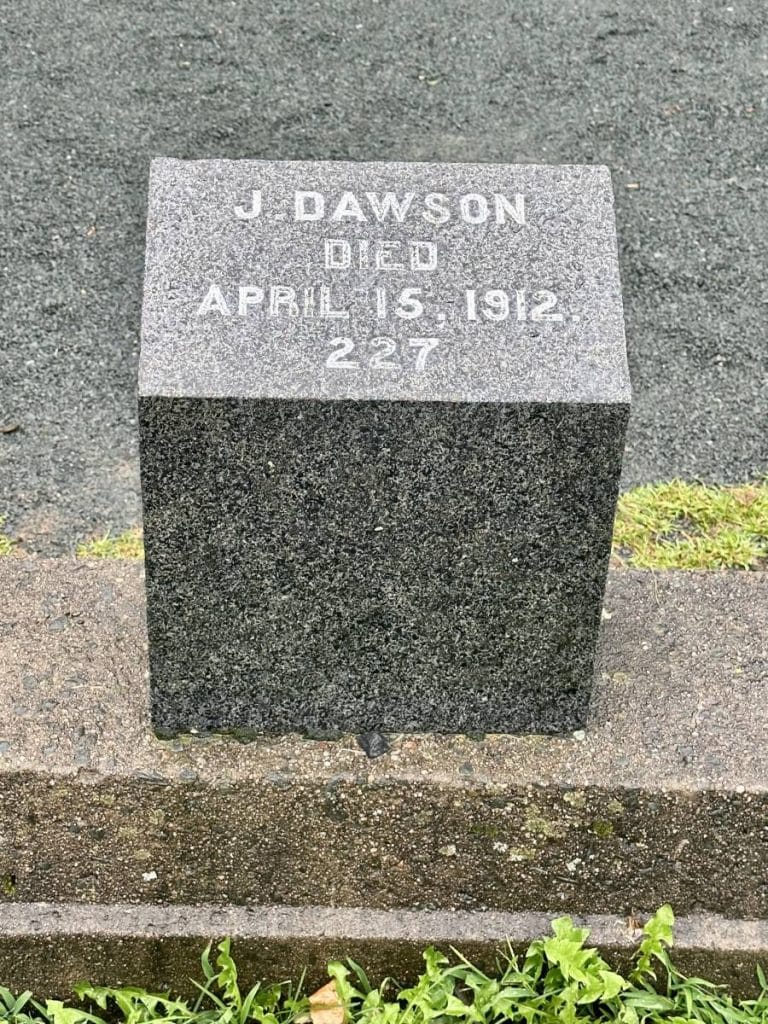 J. DAWSON
DIED
APRIL 15, 1912.
227